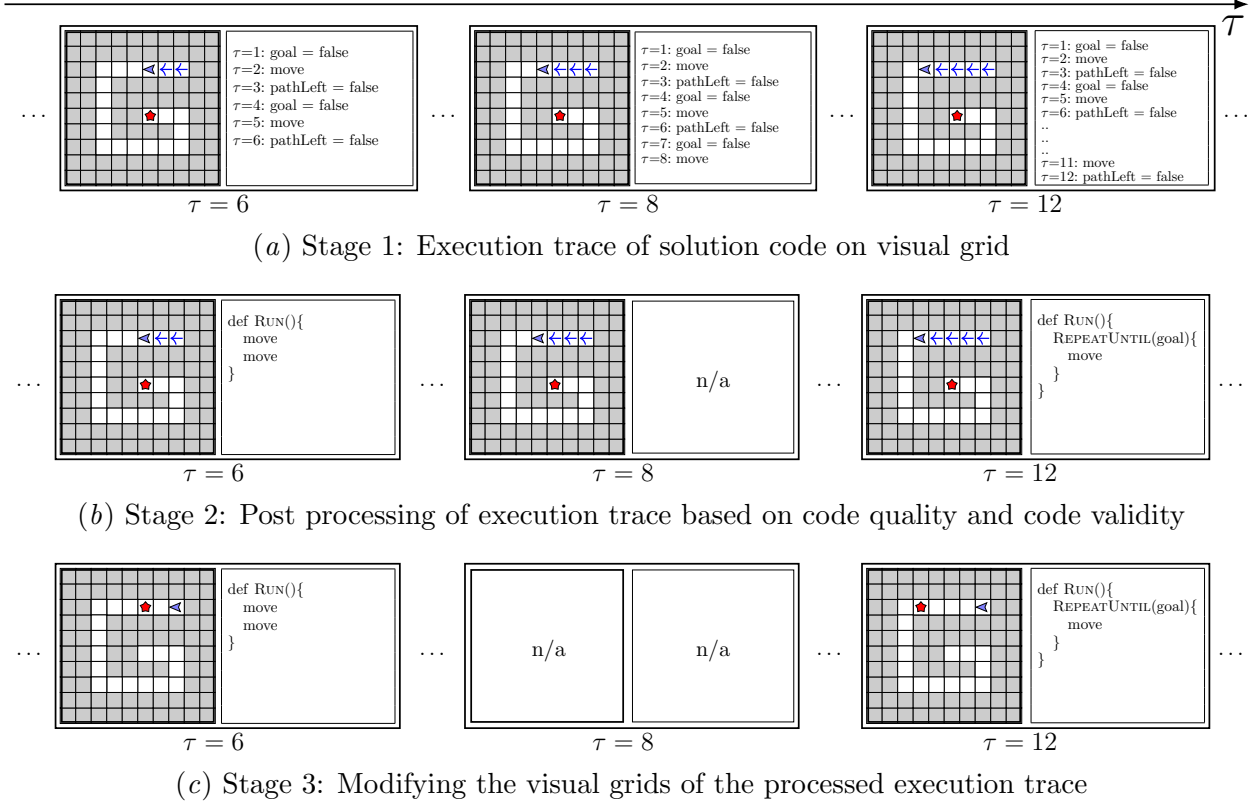 τ
τ=1: goal = false
τ=2: move
τ=3: pathLeft = false
τ=4: goal = false
τ=5: move
τ=6: pathLeft = false
τ = 6
τ=1: goal = false
τ=2: move
τ=3: pathLeft = false
τ=4: goal = false
τ=5: move
τ=6: pathLeft = false
τ=7: goal = false
τ=8: move
τ = 8
τ=1: goal = false
τ=2: move
τ=3: pathLeft = false
τ=4: goal = false
τ=5: move
τ=6: pathLeft = false
..
..
..
τ=11: move
τ=12: pathLeft = false
τ = 12
...
...
...
...
(a) Stage 1: Execution trace of solution code on visual grid
def RUN(){
move
move
}
τ = 6
n/a
τ = 8
def RUN(){
REPEATUNTIL(goal){
move
}
}
τ = 12
...
...
...
...
(b) Stage 2: Post processing of execution trace based on code quality and code validity
def RUN(){
move
move
}
τ = 6
n/a
n/a
τ = 8
def RUN(){
REPEATUNTIL(goal){
move
}
}
τ = 12
...
...
...
...
(c) Stage 3: Modifying the visual grids of the processed execution trace